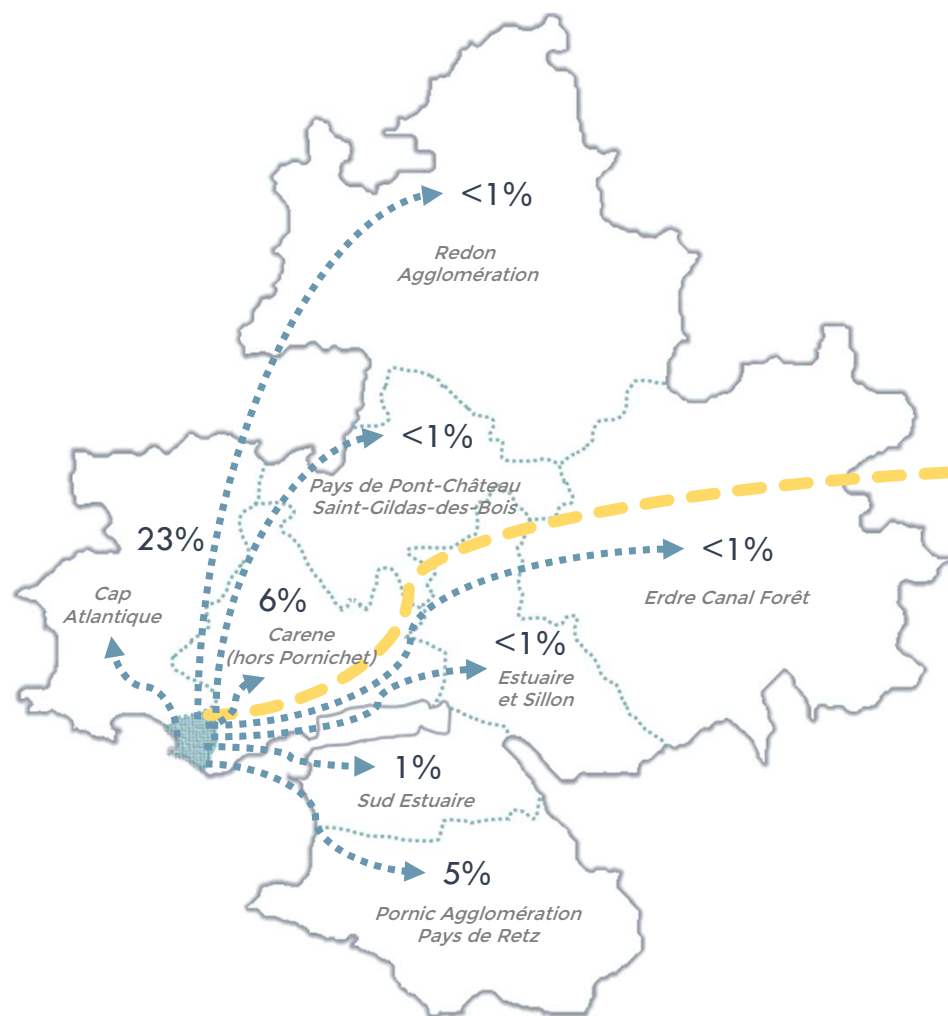 <1%
Redon
Agglomération
<1%
Pays de Pont-Château
Saint-Gildas-des-Bois
23%
Cap
Atlantique
6%
Carene
(hors Pornichet)
<1%
Erdre Canal Forêt
<1%
Estuaire
et Sillon
1%
Sud Estuaire
5%
Pornic Agglomération
Pays de Retz